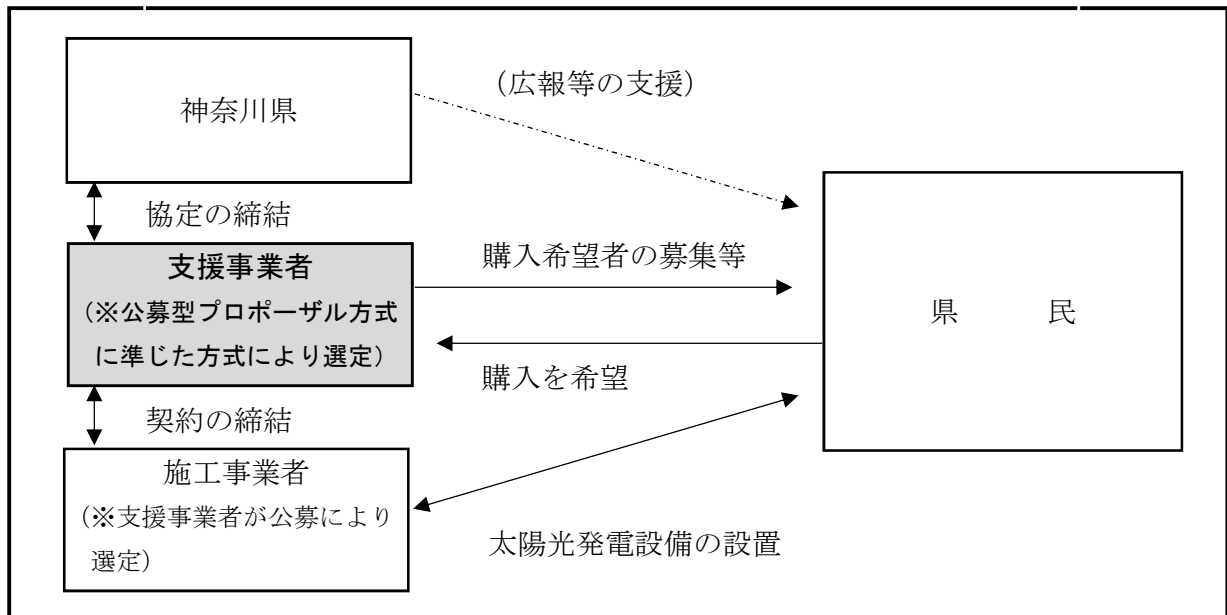 神奈川県
(広報等の支援)
協定の締結
支援事業者
(※公募型プロポーザル方式
に準じた方式により選定)
購入希望者の募集等
県　　　民
購入を希望
契約の締結
施工事業者
(※支援事業者が公募により
選定)
太陽光発電設備の設置